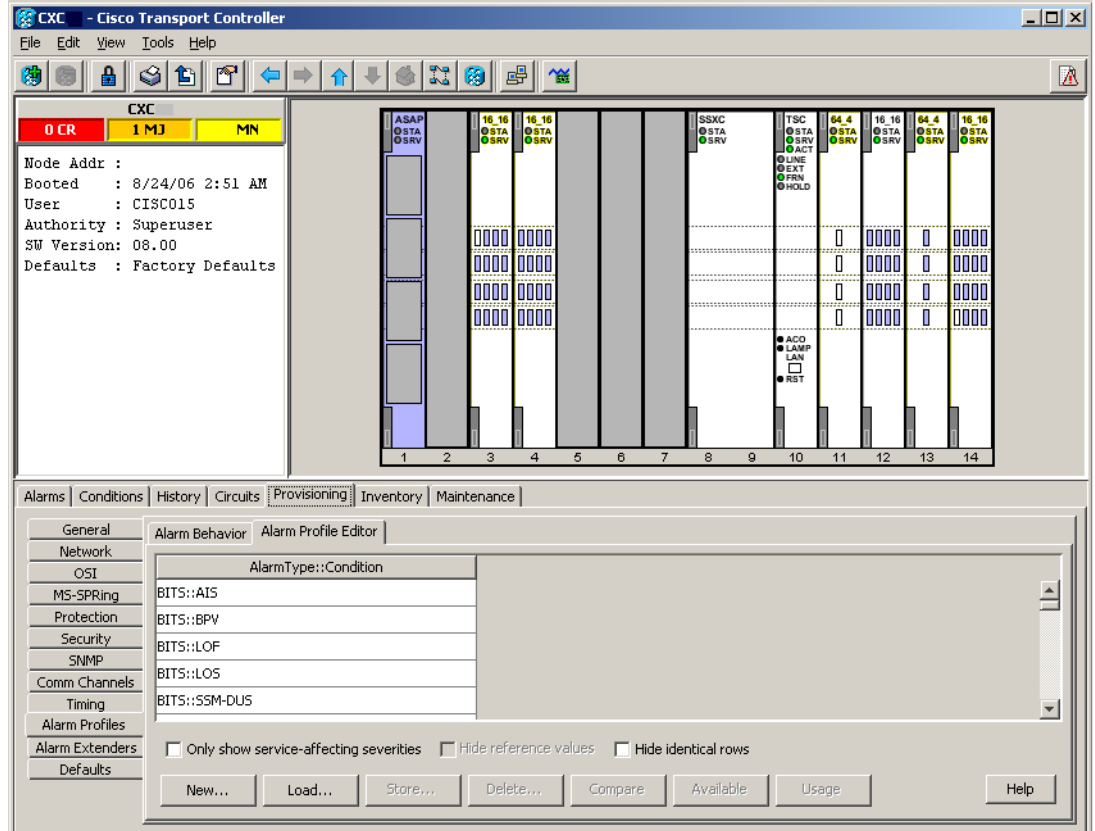 CXC - Cisco Transport Controller
File Edit View Tools Help
CXC
0 CR 1 MJ MN
Node Addr :
Booted : 8/24/06 2:51 AM
User : CISCO15
Authority : Superuser
SW Version: 08.00
Defaults : Factory Defaults
ASAP 16_16 16_16 SSXC TSC 64_4 16_16 64_4 16_16
STA STA STA STA STA STA STA STA STA
SRV SRV SRV SRV SRV SRV SRV SRV SRV
ACT
LINE
EXT
FRN
HOLD
ACO
LAMP
LAN
RST
1 2 3 4 5 6 7 8 9 10 11 12 13 14
Alarms Conditions History Circuits Provisioning Inventory Maintenance
General
Network
OSI
MS-SPRing
Protection
Security
SNMP
Comm Channels
Timing
Alarm Profiles
Alarm Extenders
Defaults
Alarm Behavior Alarm Profile Editor
AlarmType::Condition
BITS::AIS
BITS::BPV
BITS::LOF
BITS::LOS
BITS::SSM-DUS
Only show service-affecting severities Hide reference values Hide identical rows
New... Load... Store... Delete... Compare Available Usage Help